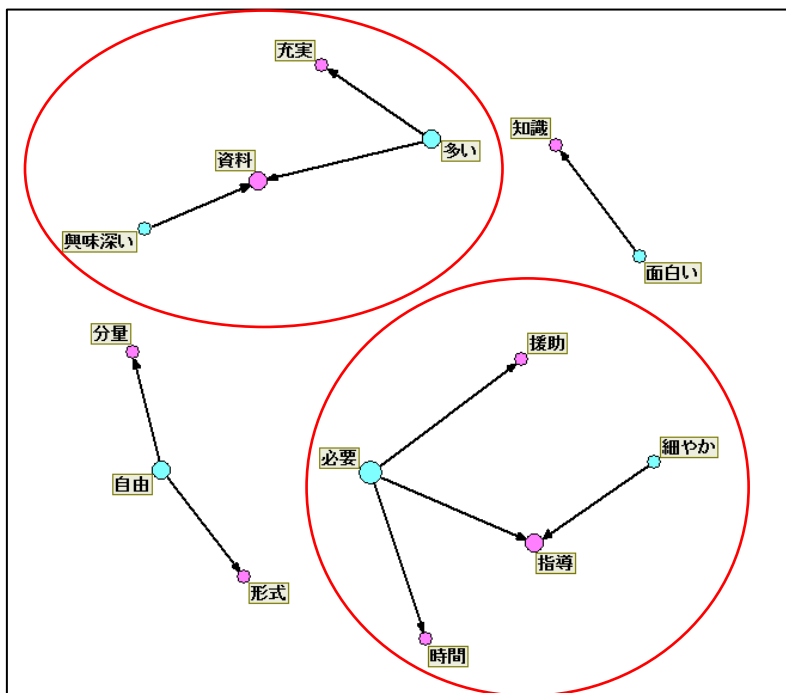 充実
知識
多い
資料
興味深い
面白い
分量
援助
必要
細やか
自由
指導
形式
時間